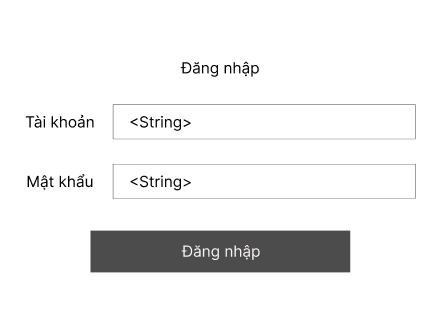 Đăng nhập
Tài khoản <String>
Mật khẩu <String>
Đăng nhập